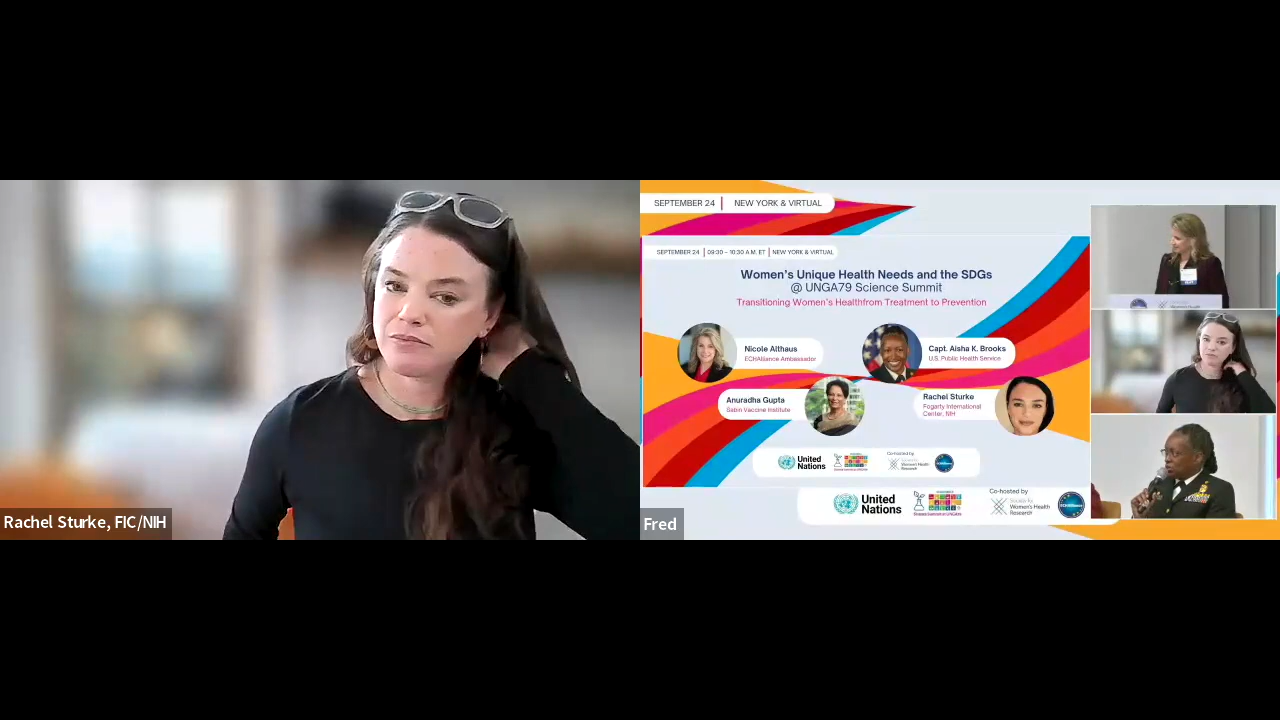 Rachel Sturke, FIC/NIH
SEPTEMBER 24 | NEW YORK & VIRTUAL
SEPTEMBER 24 | 09:30 – 10:30 A.M. ET | NEW YORK & VIRTUAL
Women's Unique Health Needs and the SDGs
@ UNGA79 Science Summit
Transitioning Women's Healthfrom Treatment to Prevention
Nicole Althaus
ECHAlliance Ambassador
Capt. Aisha K. Brooks
U.S. Public Health Service
Anuradha Gupta
Sabin Vaccine Institute
Rachel Sturke
Fogarty International
Center, NIH
United
Nations
Co-hosted by
Women's Health
Research
United
Nations
Co-hosted by
Society for
Women's Health
Research
Fred